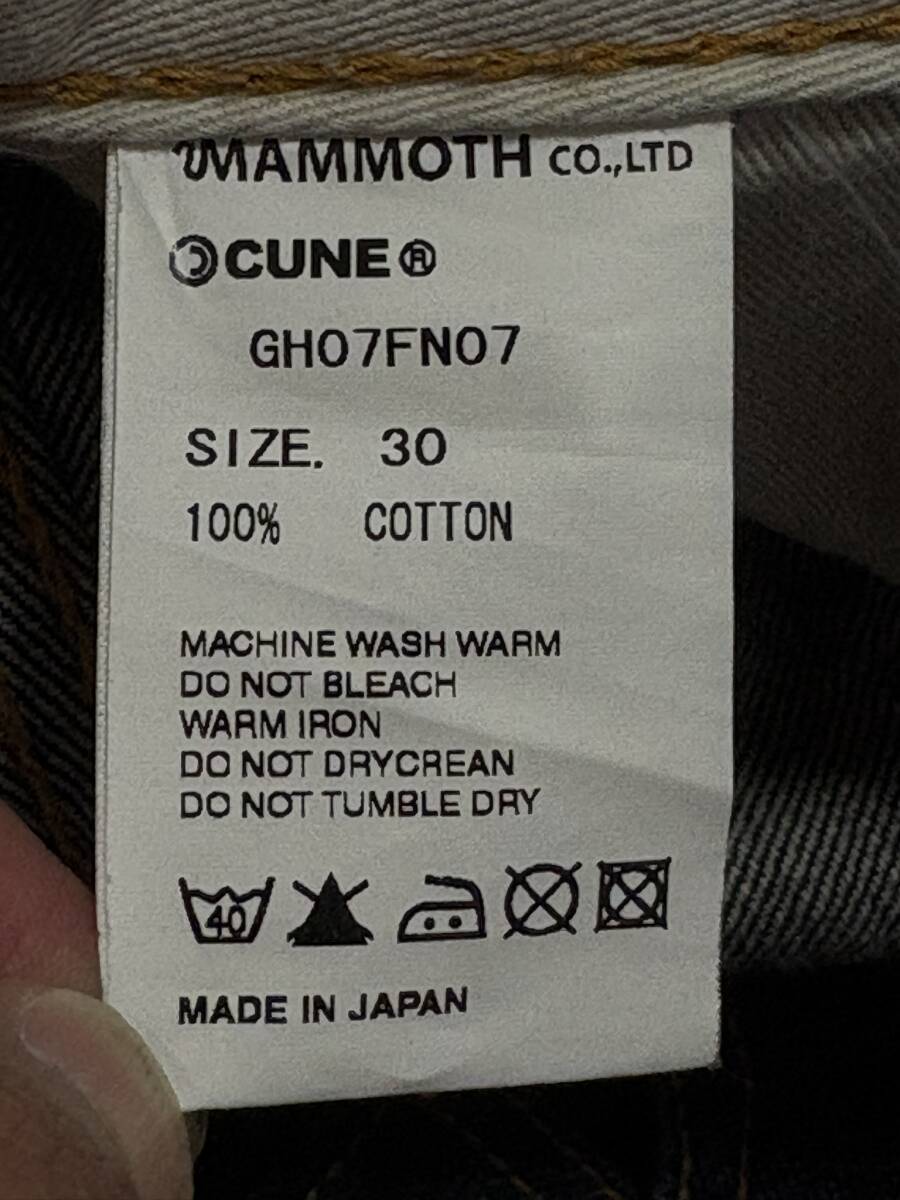 MAMMOTH CO.,LTD
CUNE®
GH07FN07
SIZE. 30
100% COTTON
MACHINE WASH WARM
DO NOT BLEACH
WARM IRON
DO NOT DRYCREAN
DO NOT TUMBLE DRY
40
MADE IN JAPAN